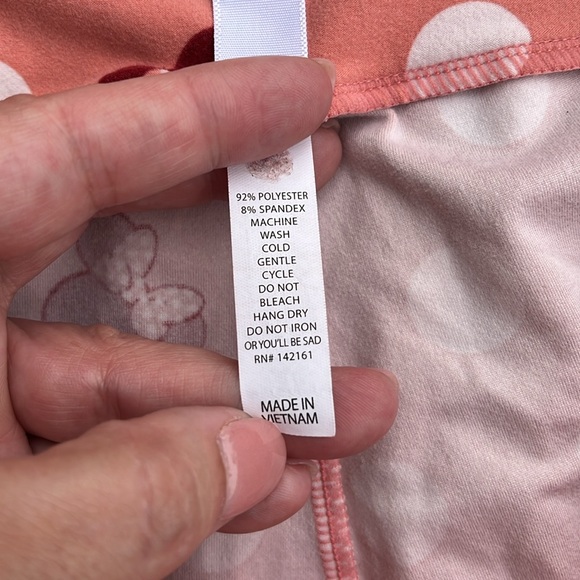 92% POLYESTER
8% SPANDEX
MACHINE
WASH
COLD
GENTLE
CYCLE
DO NOT
BLEACH
HANG DRY
DO NOT IRON
OR YOU'LL BE SAD
RN# 142161
MADE IN
VIETNAM